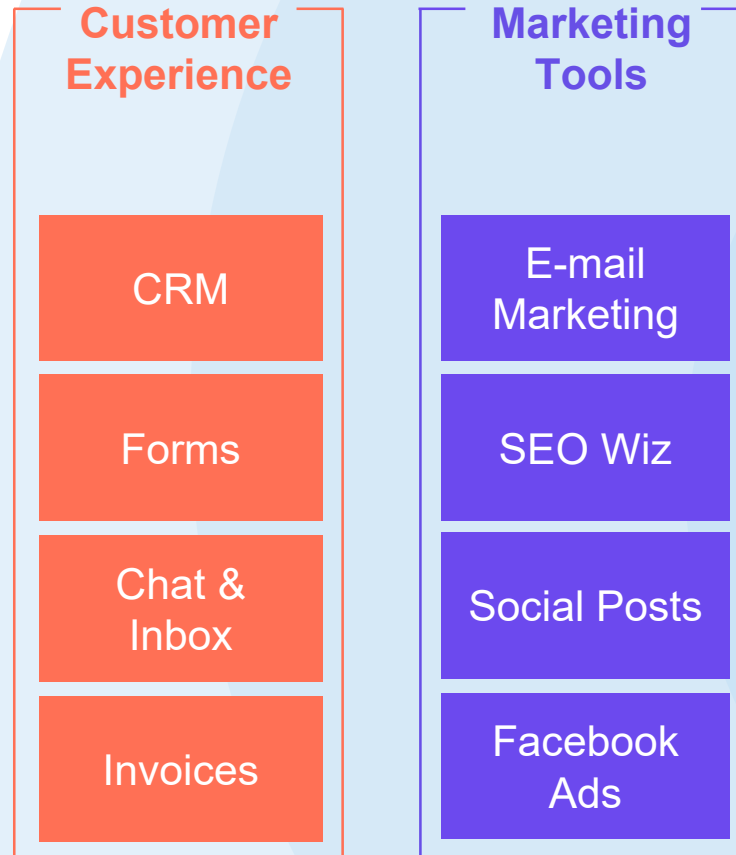 Customer
Experience
CRM
Forms
Chat &
Inbox
Invoices
Marketing
Tools
E-mail
Marketing
SEO Wiz
Social Posts
Facebook
Ads